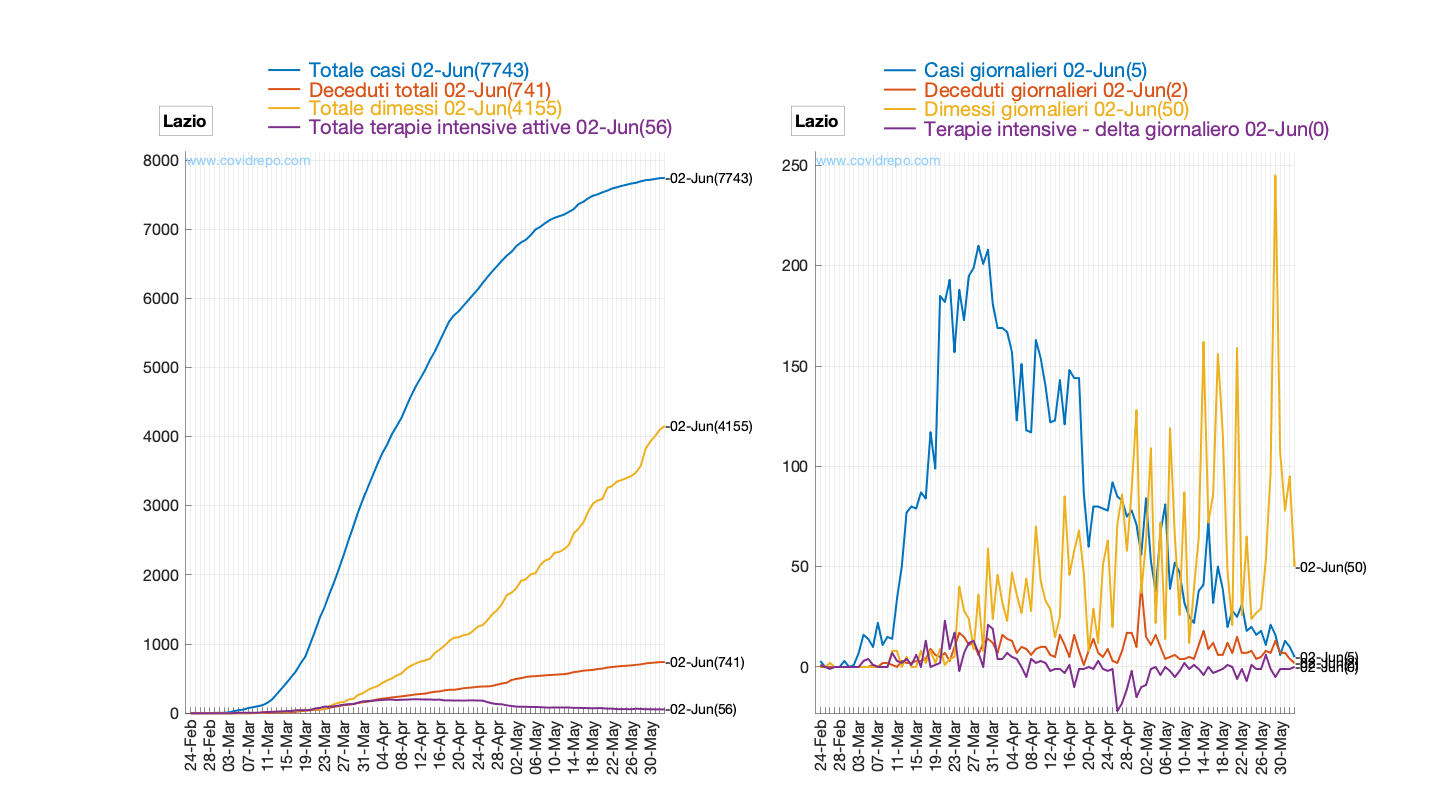 Totale casi 02-Jun(7743)
Deceduti totali 02-Jun(741)
Totale dimessi 02-Jun(4155)
Totale terapie intensive attive 02-Jun(56)
Lazio
www.covidrepo.com
8000
7000
6000
5000
4000
3000
2000
1000
0
-02-Jun(7743)
-02-Jun(4155)
-02-Jun(741)
-02-Jun(56)
24-Feb
28-Feb
03-Mar
07-Mar
11-Mar
15-Mar
19-Mar
23-Mar
27-Mar
31-Mar
04-Apr
08-Apr
12-Apr
16-Apr
20-Apr
24-Apr
28-Apr
02-May
06-May
10-May
14-May
18-May
22-May
26-May
30-May
Casi giornalieri 02-Jun(5)
Deceduti giornalieri 02-Jun(2)
Dimessi giornalieri 02-Jun(50)
Terapie intensive - delta giornaliero 02-Jun(0)
Lazio
www.covidrepo.com
250
200
150
100
50
0
-02-Jun(50)
-02-Jun(5)
-02-Jun(0)
24-Feb
28-Feb
03-Mar
07-Mar
11-Mar
15-Mar
19-Mar
23-Mar
27-Mar
31-Mar
04-Apr
08-Apr
12-Apr
16-Apr
20-Apr
24-Apr
28-Apr
02-May
06-May
10-May
14-May
18-May
22-May
26-May
30-May